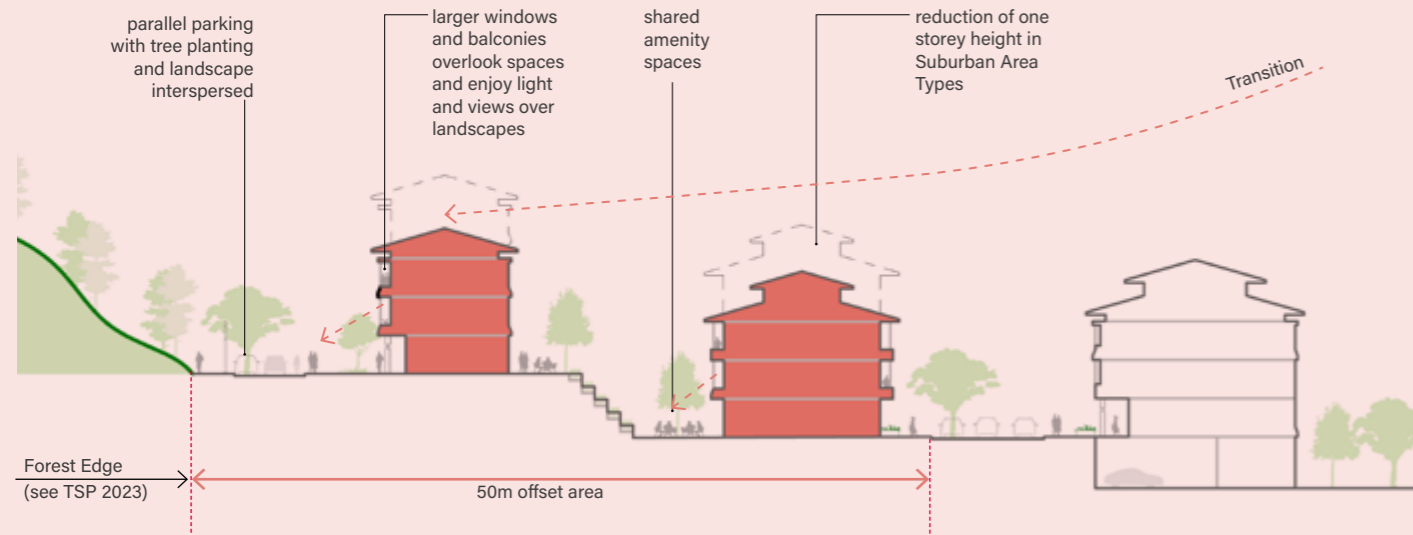 parallel parking
with tree planting
and landscape
interspersed
larger windows
and balconies
overlook spaces
and enjoy light
and views over
landscapes
shared
amenity
spaces
reduction of one
storey height in
Suburban Area
Types
Transition
Forest Edge
(see TSP 2023)
50m offset area